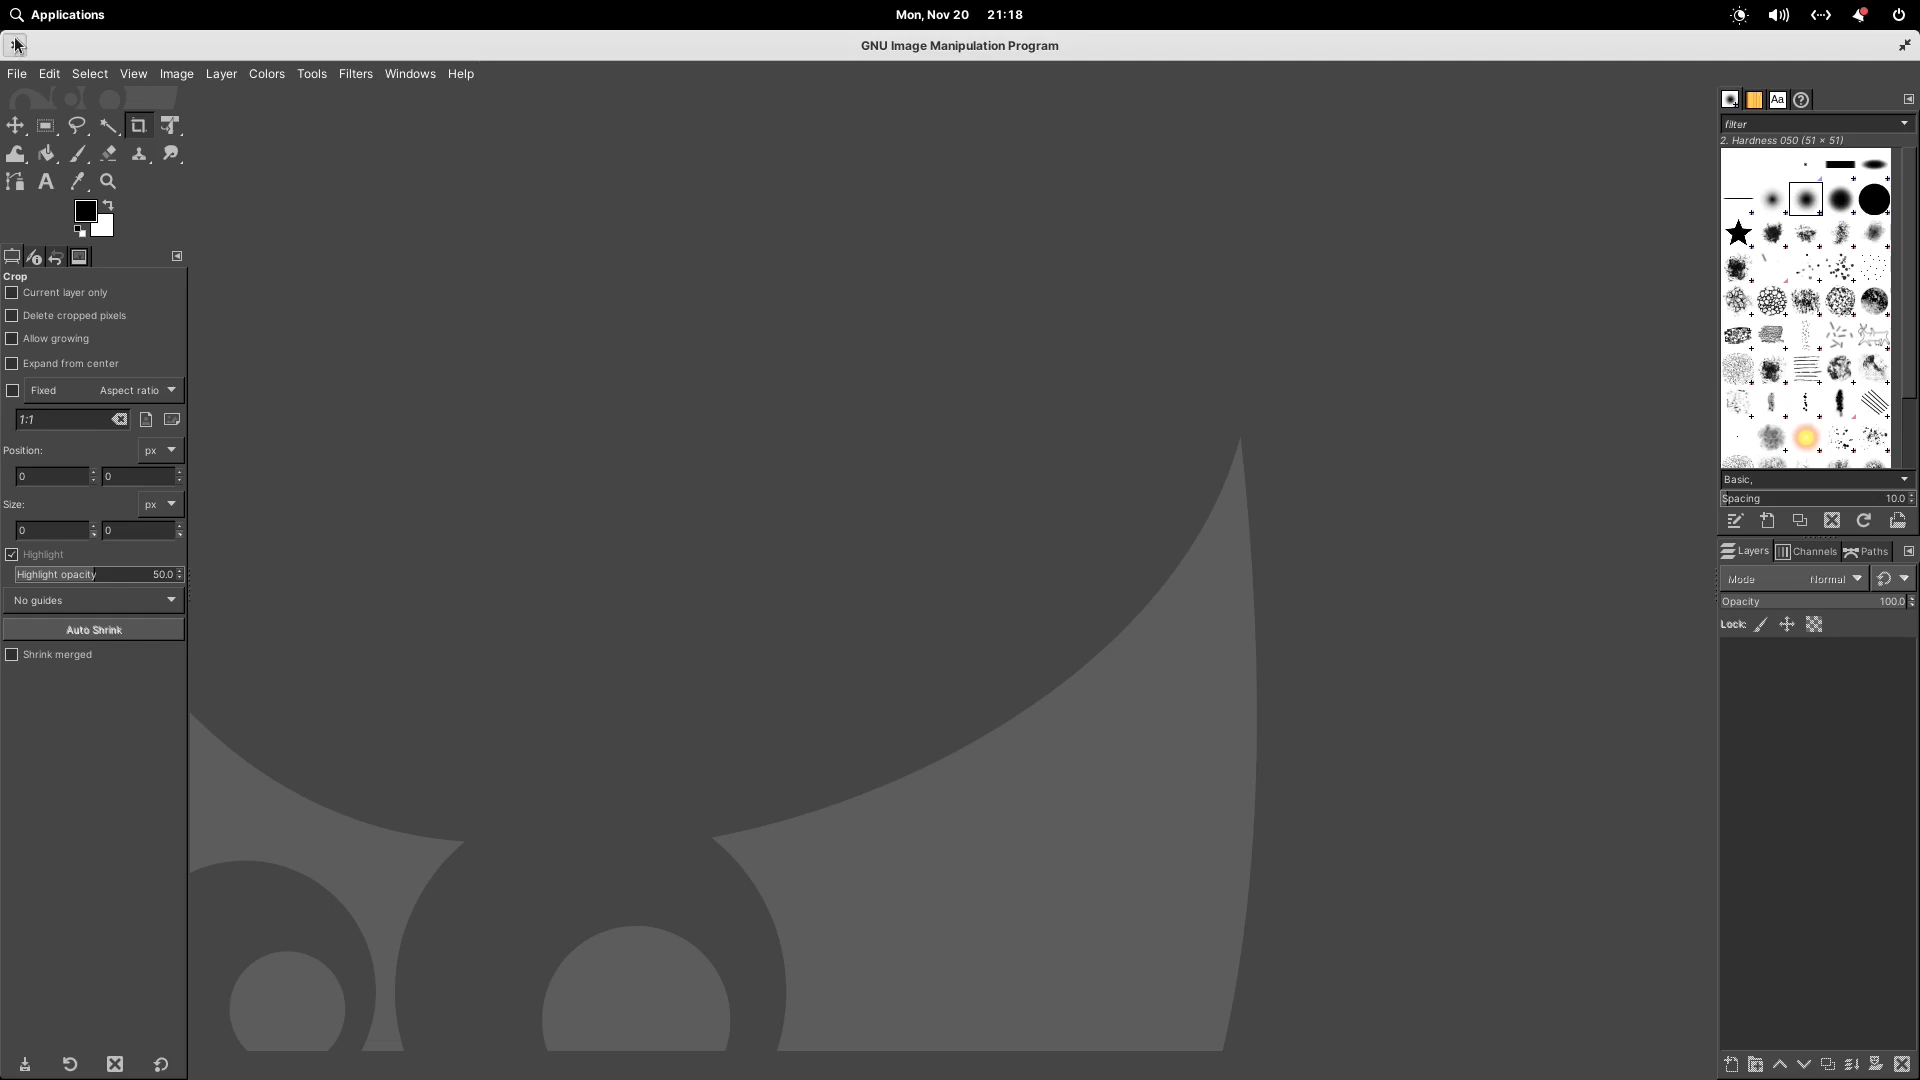 Applications
Mon, Nov 20 21:18
GNU Image Manipulation Program
File Edit Select View Image Layer Colors Tools Filters Windows Help
Aa
filter
2. Hardness 050 (51 × 51)
Crop
Current layer only
Delete cropped pixels
Allow growing
Expand from center
Fixed Aspect ratio
1:1
Position: px
0 0
Size: px
0 0
Highlight
Highlight opacity 50.0
No guides
Auto Shrink
Shrink merged
Basic,
Spacing 10.0
Layers Channels Paths
Mode Normal
Opacity 100.0
Lock: